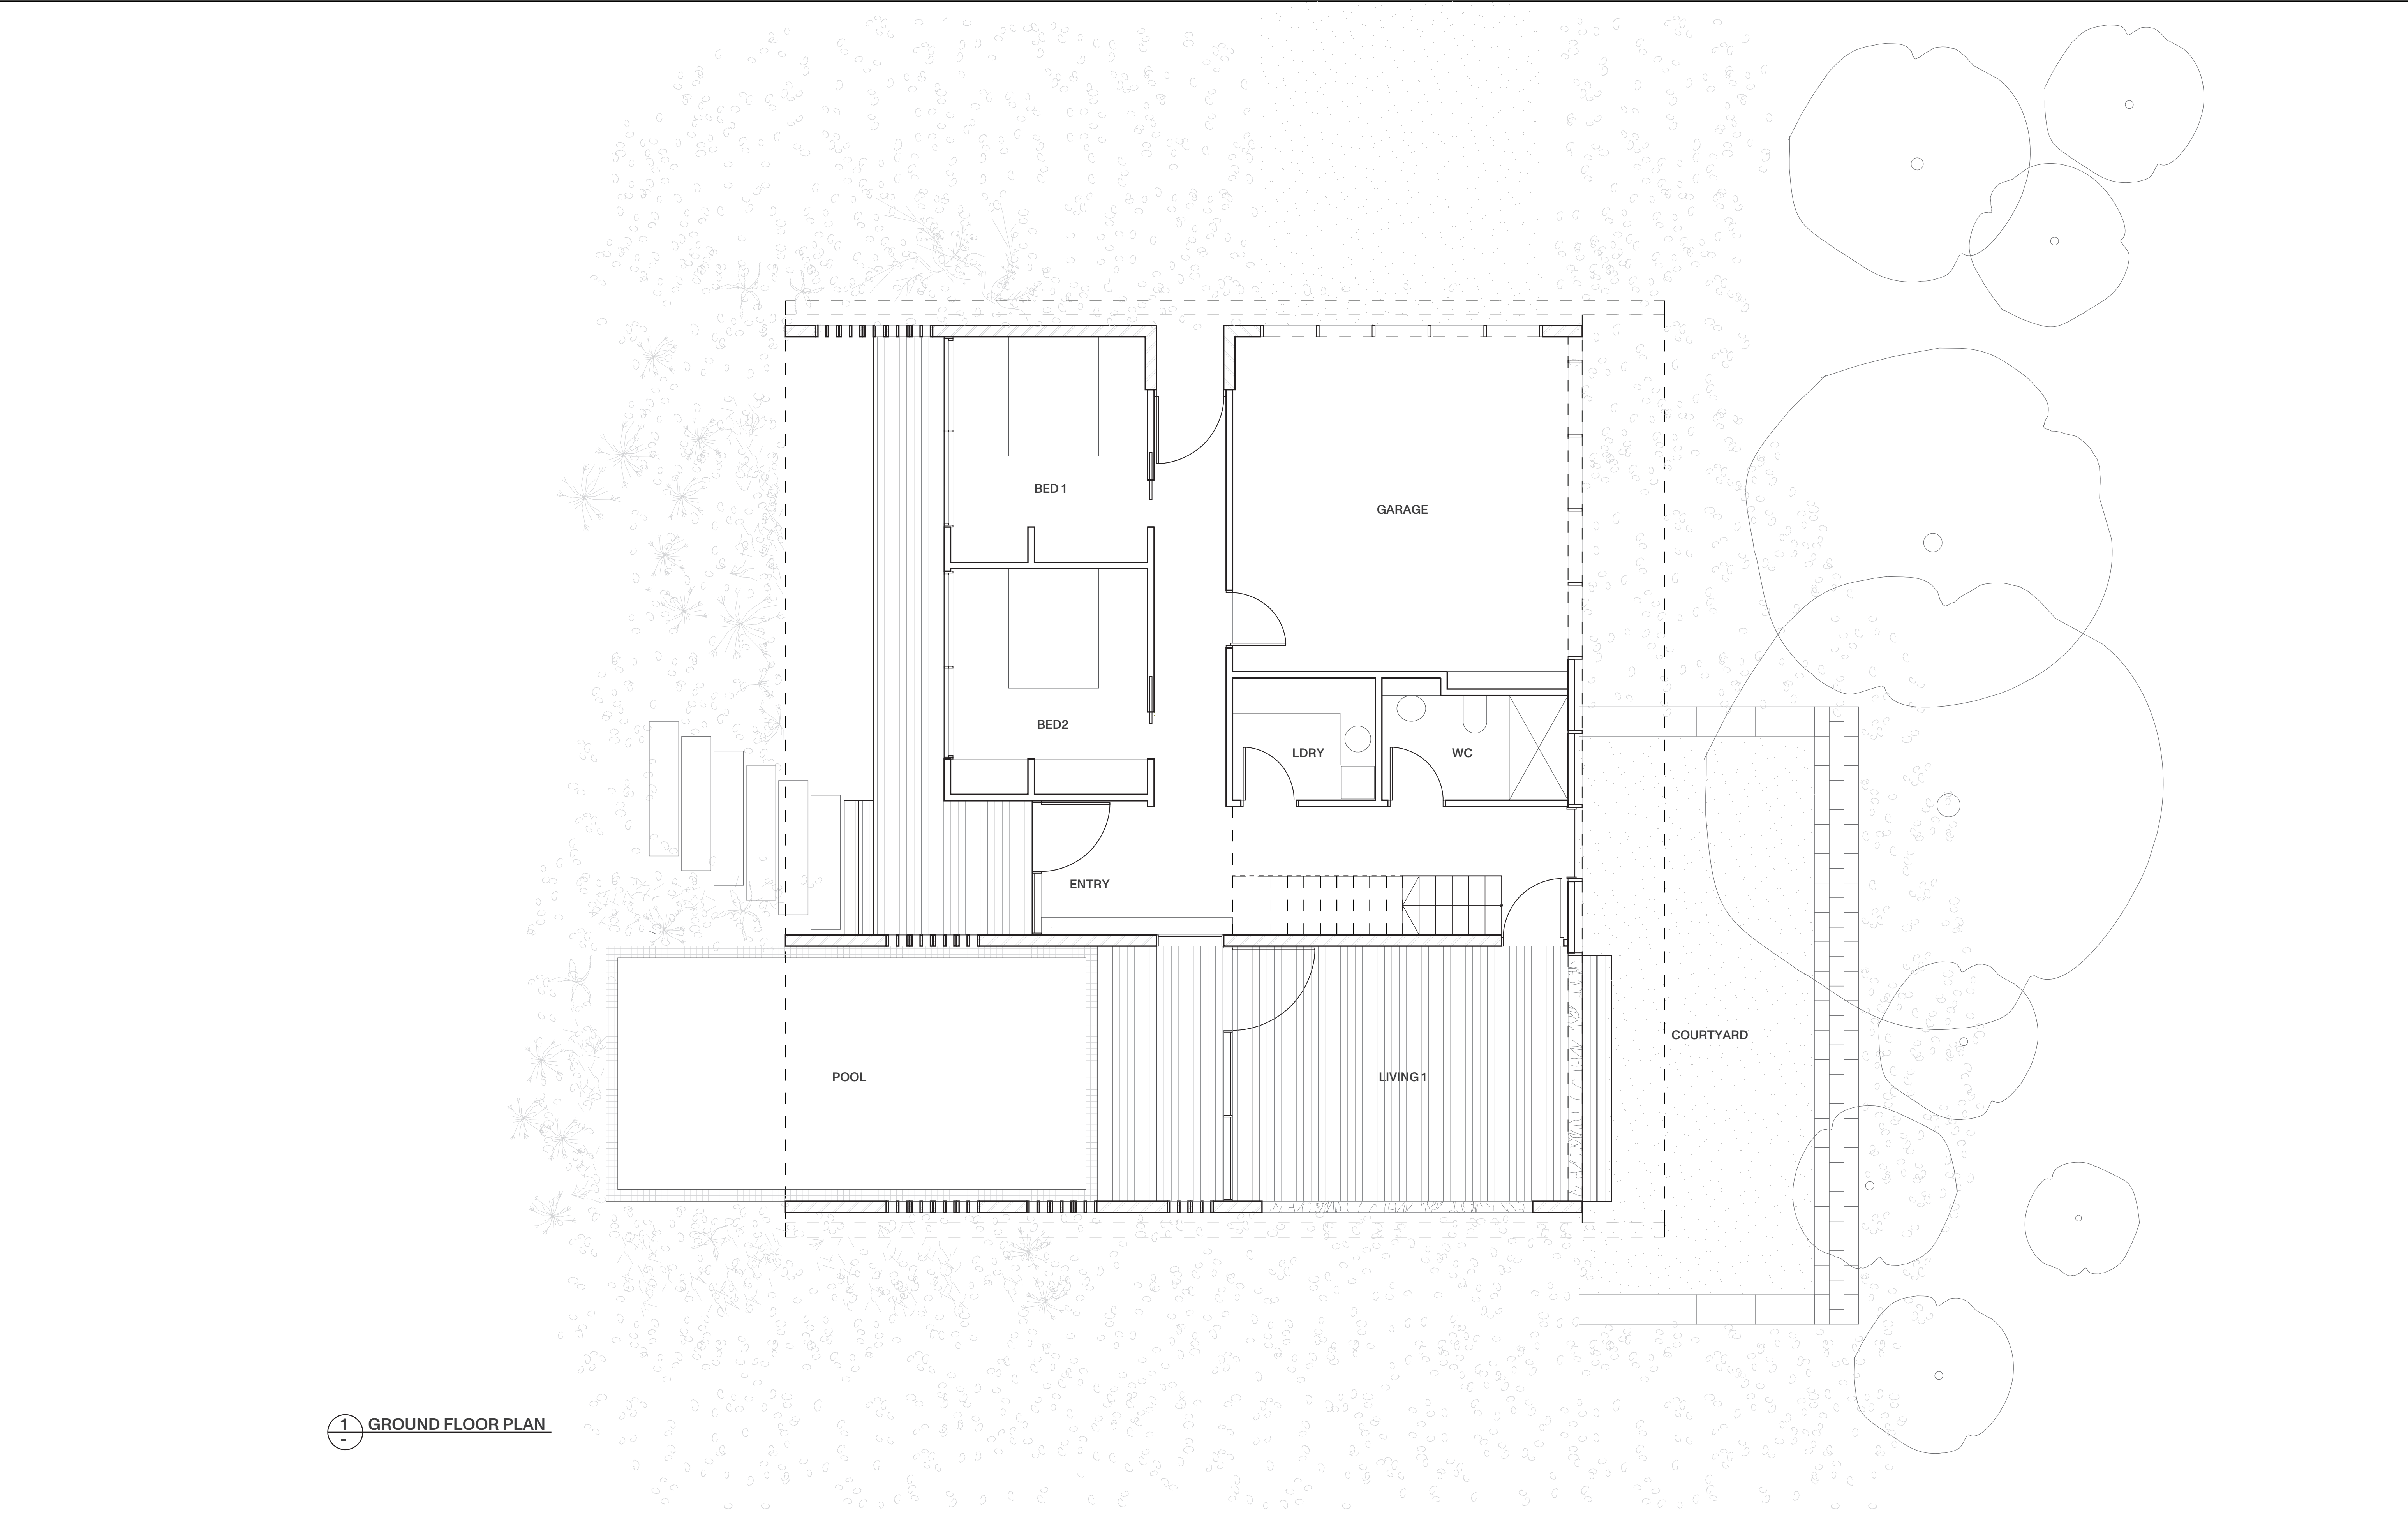 BED 1
GARAGE
BED2
LDRY
WC
ENTRY
COURTYARD
POOL
LIVING 1
1
-
GROUND FLOOR PLAN